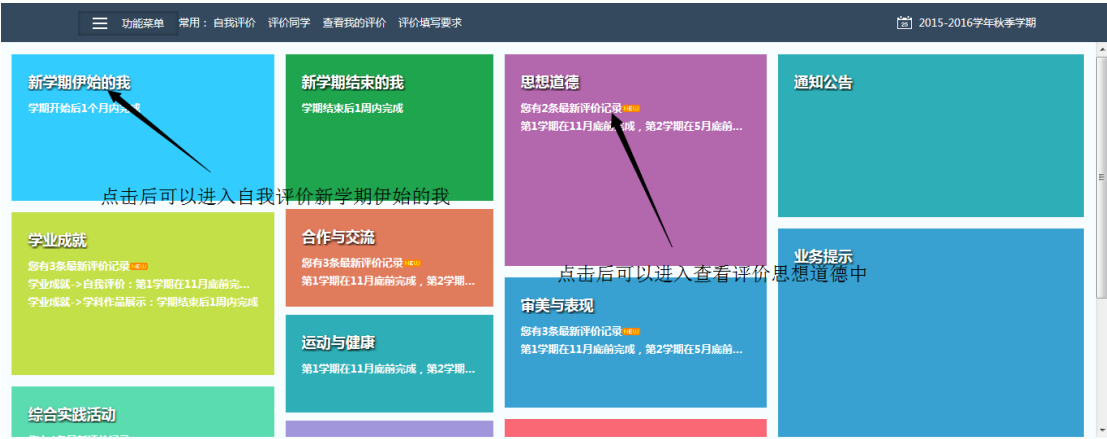 功能菜单 常用： 自我评价 评价同学 查看我的评价 评价填写要求
2015-2016学年秋季学期
新学期伊始的我
学期开始后1个月内完成
点击后可以进入自我评价新学期伊始的我
新学期结束的我
学期结束后1周内完成
思想道德
您有2条最新评价记录NEW
第1学期在11月底前完成，第2学期在5月底前...
点击后可以进入查看评价思想道德中
通知公告
学业成就
您有3条最新评价记录NEW
学业成就->自我评价：第1学期在11月底前完...
学业成就->学科作品展示：学期结束后1周内完成
合作与交流
您有3条最新评价记录NEW
第1学期在11月底前完成，第2学期...
审美与表现
您有3条最新评价记录NEW
第1学期在11月底前完成，第2学期在5月底前...
业务提示
运动与健康
第1学期在11月底前完成，第2学期...
综合实践活动